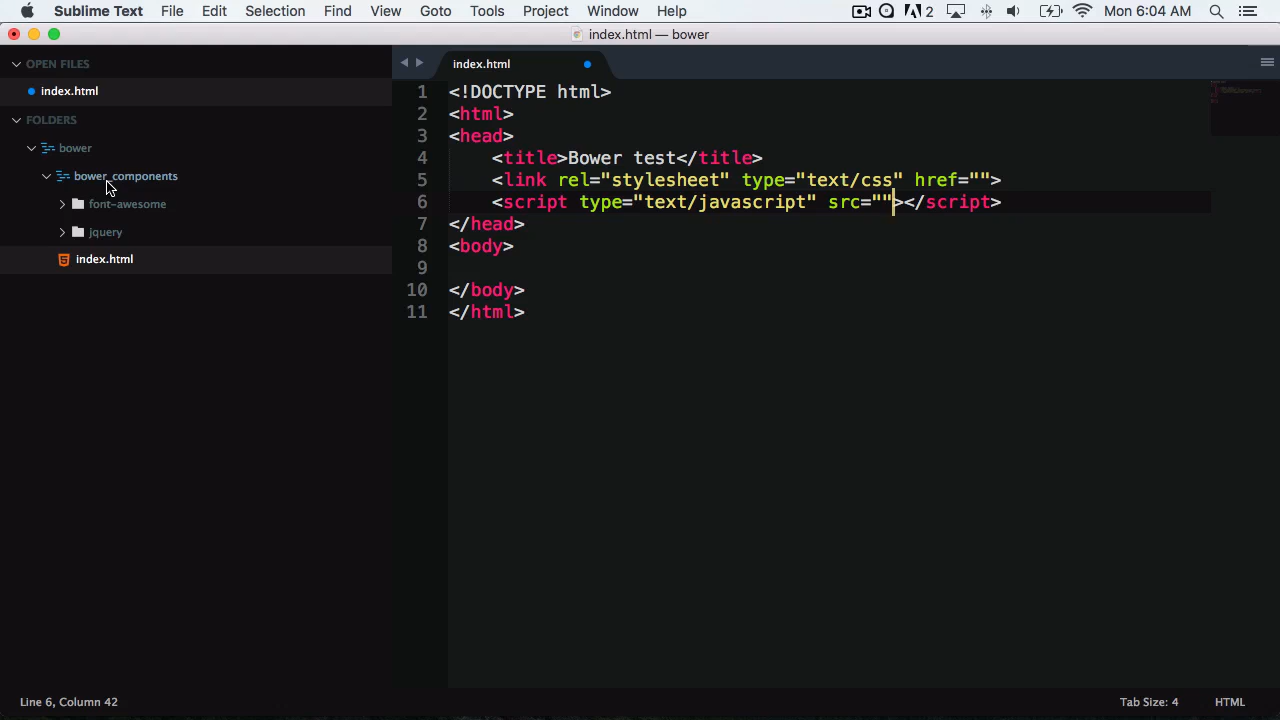 Sublime Text File Edit Selection Find View Goto Tools Project Window Help 2 Mon 6:04 AM
index.html — bower
OPEN FILES
index.html
FOLDERS
bower
bower_components
font-awesome
jquery
index.html
index.html
1 <!DOCTYPE html>
2 <html>
3 <head>
4 <title>Bower test</title>
5 <link rel="stylesheet" type="text/css" href="">
6 <script type="text/javascript" src=""></script>
7 </head>
8 <body>
9
10 </body>
11 </html>
Line 6, Column 42
Tab Size: 4
HTML